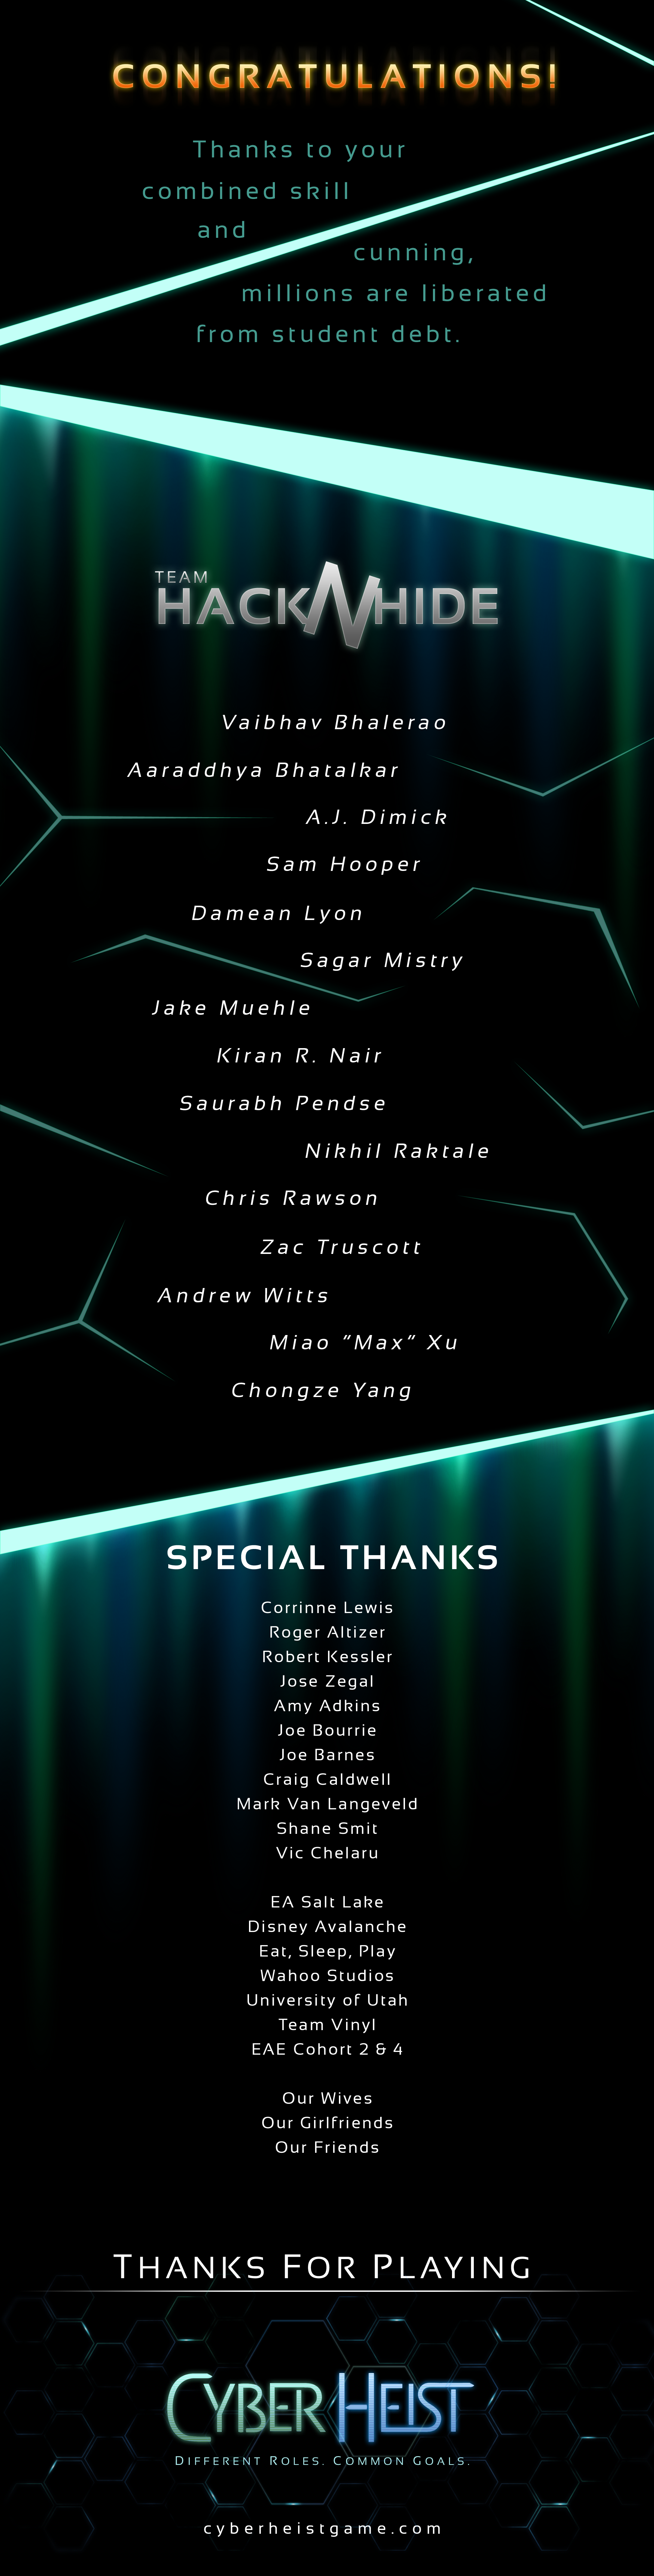 CONGRATULATIONS!
Thanks to your
combined skill
and
cunning,
millions are liberated
from student debt.
TEAM
HACKNHIDE
Vaibhav Bhalerao
Aaraddhya Bhatalkar
A.J. Dimick
Sam Hooper
Damean Lyon
Sagar Mistry
Jake Muehle
Kiran R. Nair
Saurabh Pendse
Nikhil Raktale
Chris Rawson
Zac Truscott
Andrew Witts
Miao "Max" Xu
Chongze Yang
SPECIAL THANKS
Corrinne Lewis
Roger Altizer
Robert Kessler
Jose Zegal
Amy Adkins
Joe Bourrie
Joe Barnes
Craig Caldwell
Mark Van Langeveld
Shane Smit
Vic Chelaru
EA Salt Lake
Disney Avalanche
Eat, Sleep, Play
Wahoo Studios
University of Utah
Team Vinyl
EAE Cohort 2 & 4
Our Wives
Our Girlfriends
Our Friends
THANKS FOR PLAYING
CYBER HEIST
DIFFERENT ROLES. COMMON GOALS.
cyberheistgame.com